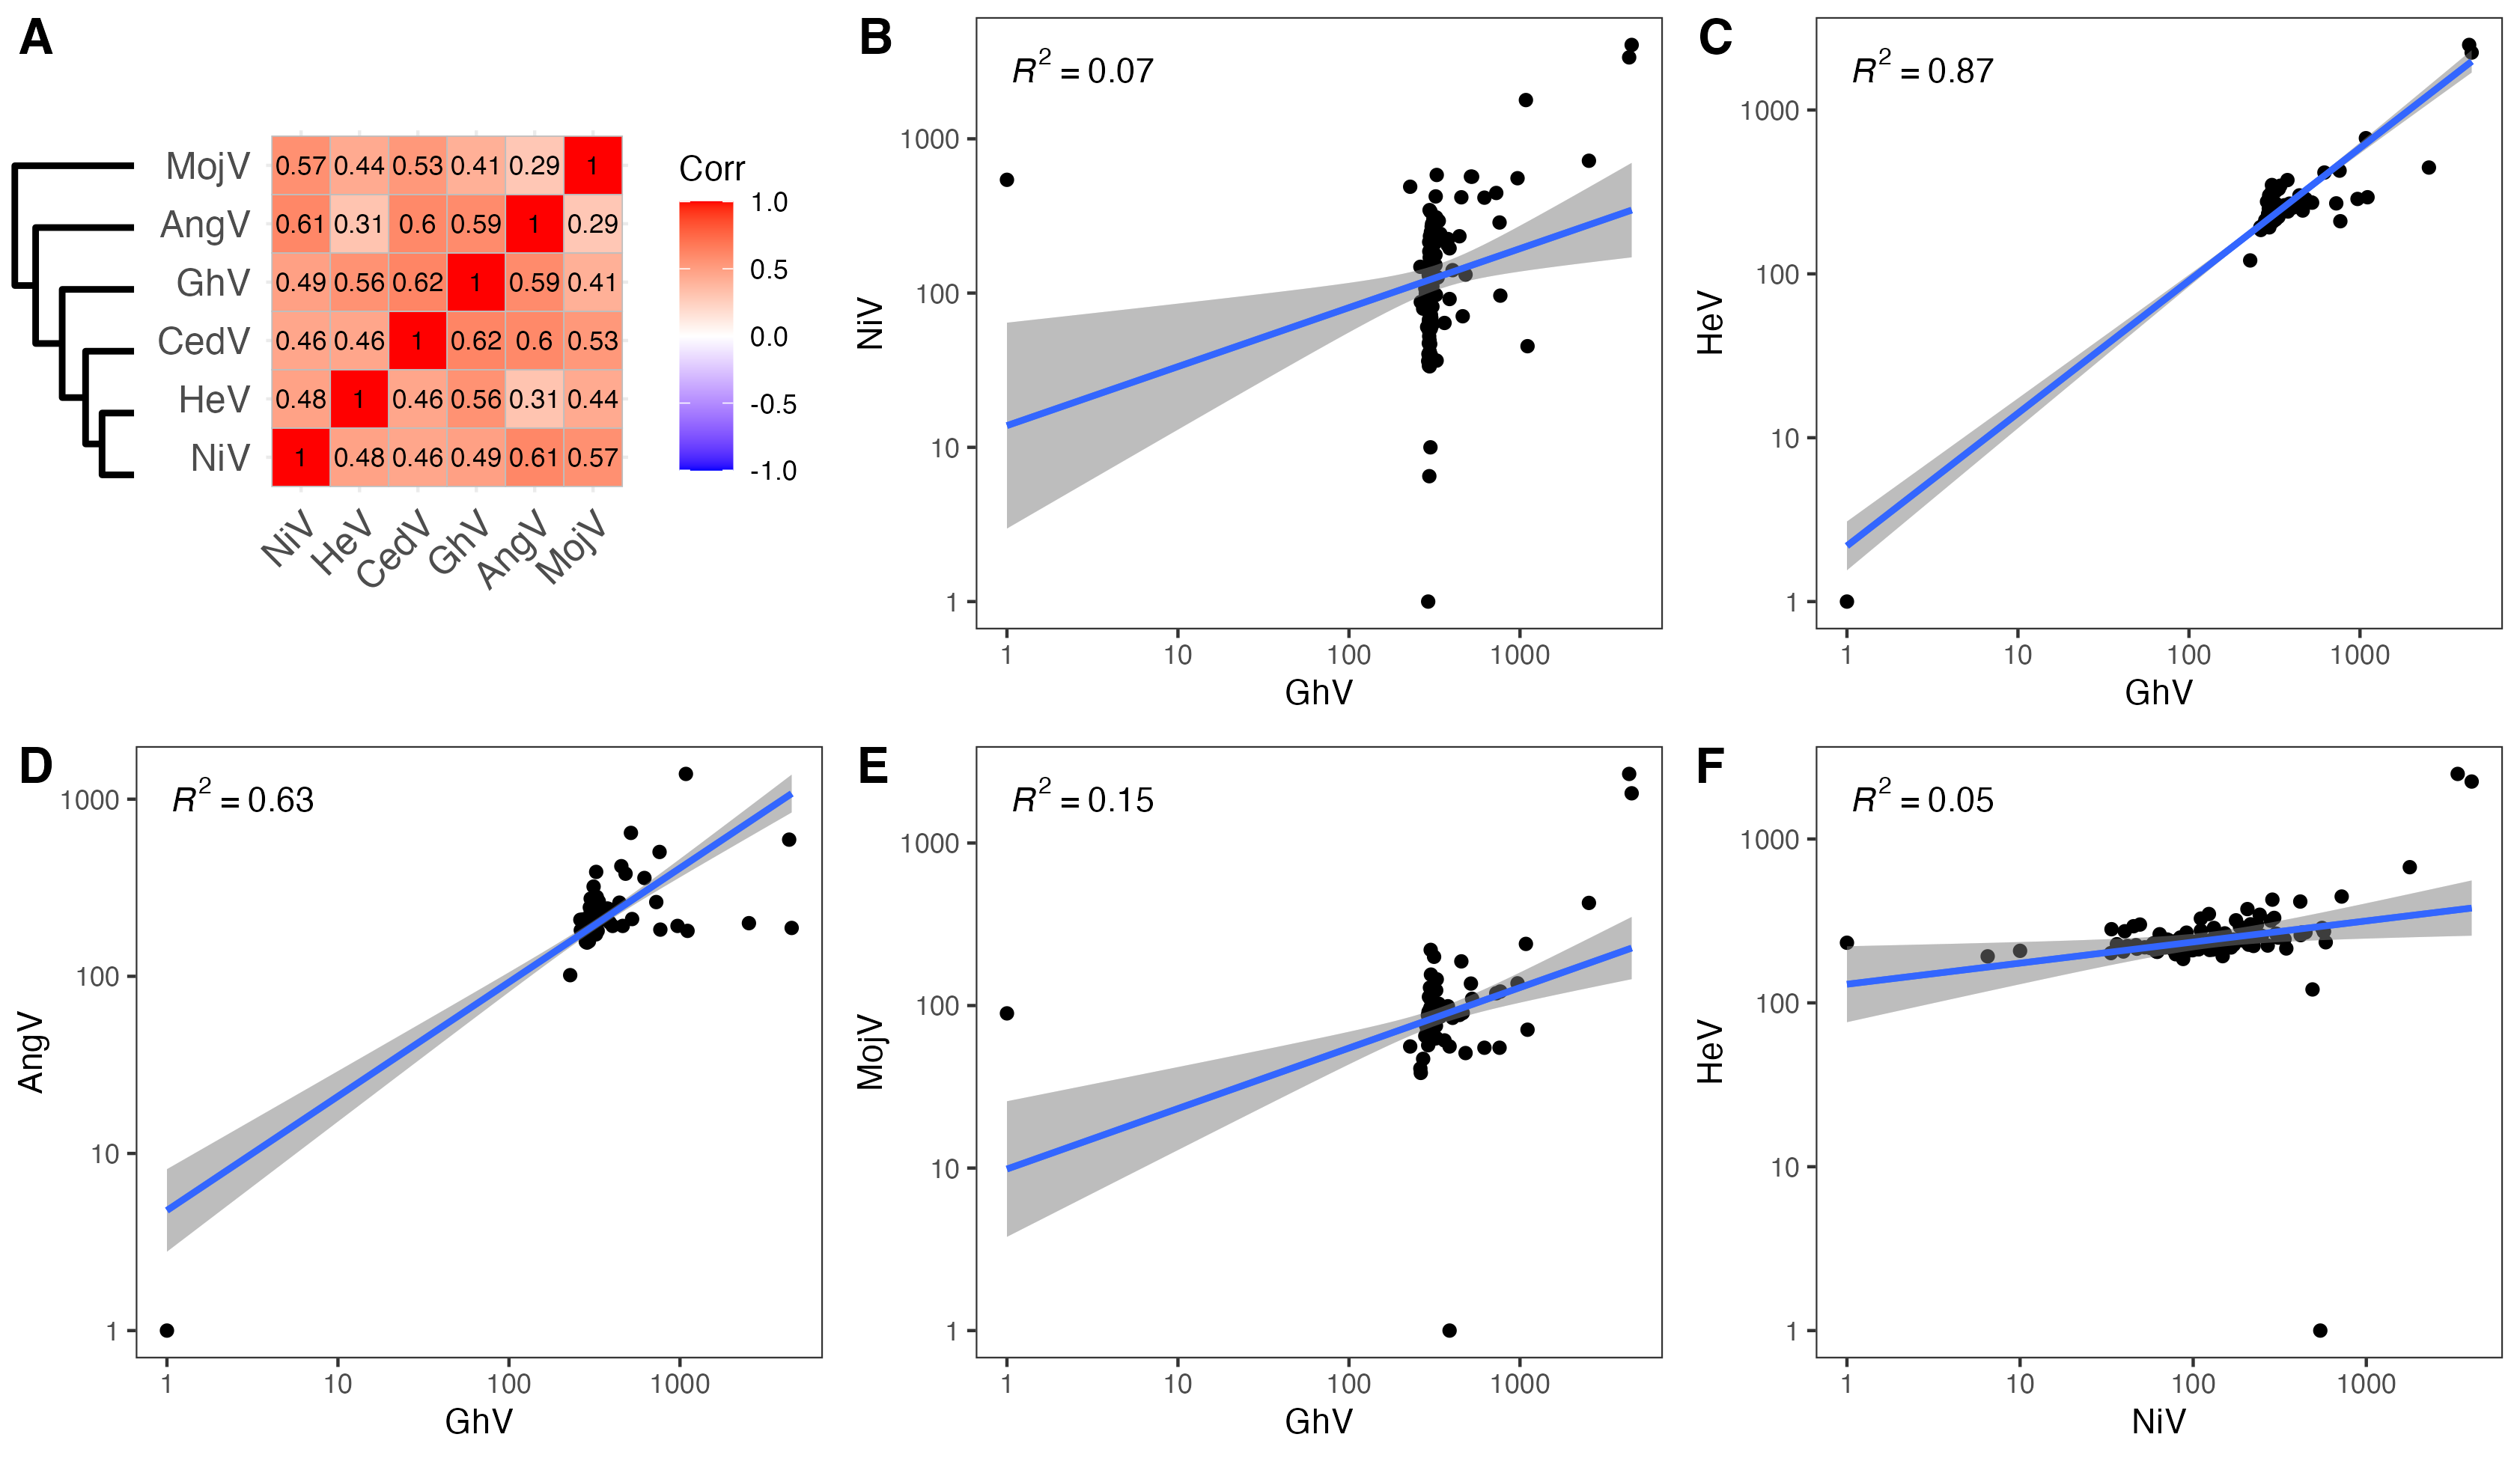 A
MojV 0.57 0.44 0.53 0.41 0.29 1
AngV 0.61 0.31 0.6 0.59 1 0.29
GhV 0.49 0.56 0.62 1 0.59 0.41
CedV 0.46 0.46 1 0.62 0.6 0.53
HeV 0.48 1 0.46 0.56 0.31 0.44
NiV 1 0.48 0.46 0.49 0.61 0.57
NiV HeV CedV GhV AngV MojV
Corr
1.0
0.5
0.0
-0.5
-1.0
B
R² = 0.07
NiV
1000
100
10
1
1 10 100 1000
GhV
C
R² = 0.87
HeV
1000
100
10
1
1 10 100 1000
GhV
D
R² = 0.63
AngV
1000
100
10
1
1 10 100 1000
GhV
E
R² = 0.15
MojV
1000
100
10
1
1 10 100 1000
GhV
F
R² = 0.05
HeV
1000
100
10
1
1 10 100 1000
NiV